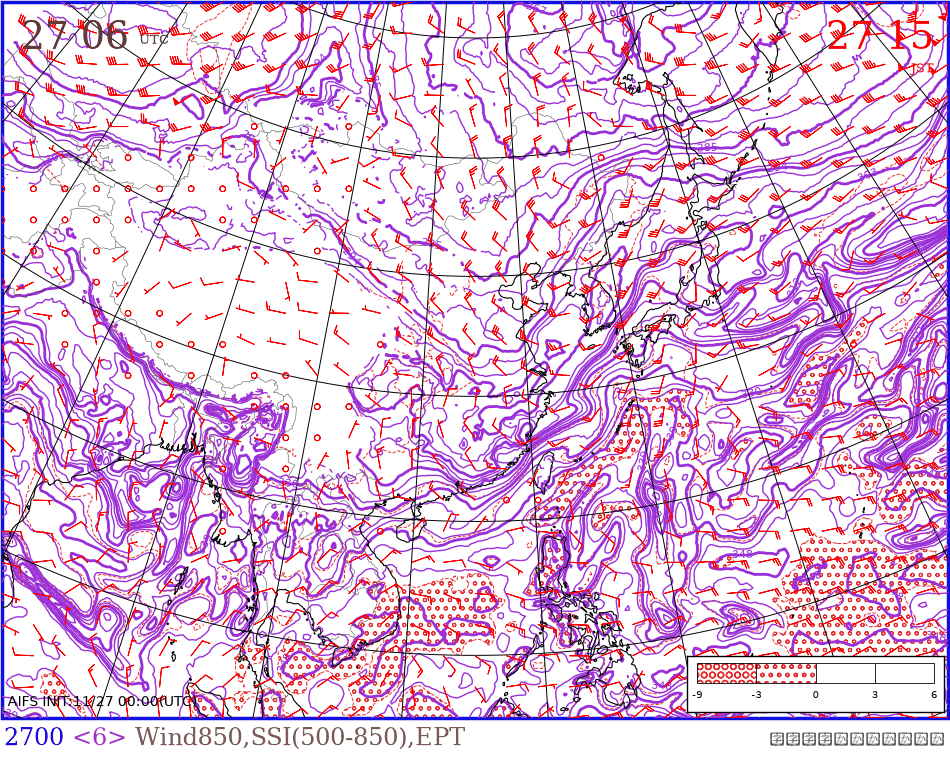 27 06 UTC
27 15 JST
285
-9 -3 0 3 6
AIFS INIT:11/27 00:00(UTC)
2700 <6> Wind850,SSI(500-850),EPT